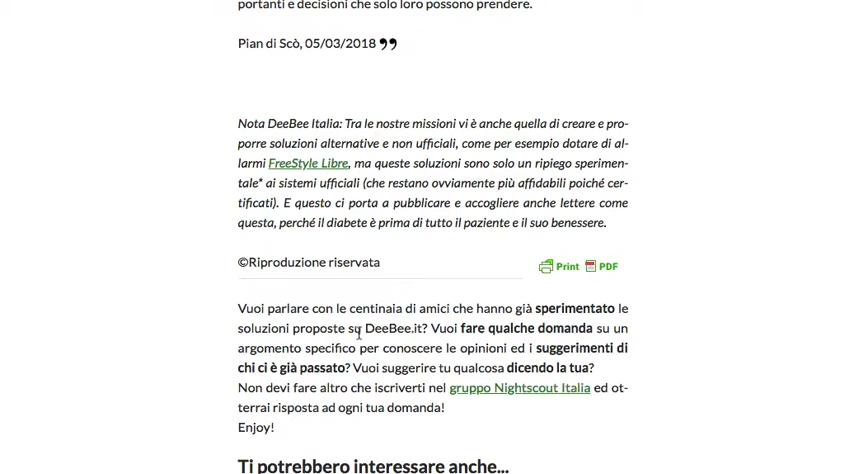 portanti e decisioni che solo loro possono prendere.
Pian di Scò, 05/03/2018 ❞
Nota DeeBee Italia: Tra le nostre missioni vi è anche quella di creare e pro-
porre soluzioni alternative e non ufficiali, come per esempio dotare di al-
larmi FreeStyle Libre, ma queste soluzioni sono solo un ripiego sperimen-
tale* ai sistemi ufficiali (che restano ovviamente più affidabili poiché cer-
tificati). E questo ci porta a pubblicare e accogliere anche lettere come
questa, perché il diabete è prima di tutto il paziente e il suo benessere.
©Riproduzione riservata
Print PDF
Vuoi parlare con le centinaia di amici che hanno già sperimentato le
soluzioni proposte su DeeBee.it? Vuoi fare qualche domanda su un
argomento specifico per conoscere le opinioni ed i suggerimenti di
chi ci è già passato? Vuoi suggerire tu qualcosa dicendo la tua?
Non devi fare altro che iscriverti nel gruppo Nightscout Italia ed ot-
terrai risposta ad ogni tua domanda!
Enjoy!
Ti potrebbero interessare anche...